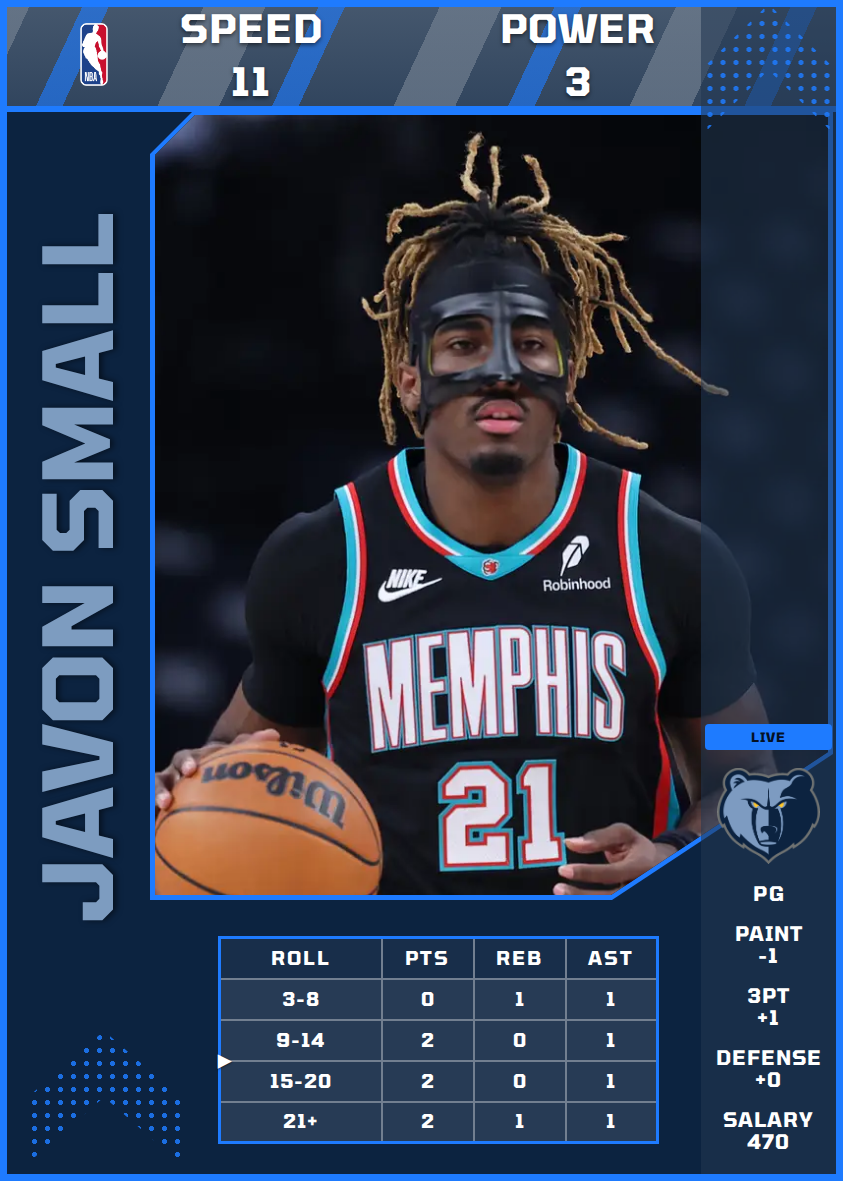 SPEED
11
POWER
3
NBA
JAVON SMALL
NIKE
Robinhood
MEMPHIS
21
Wilson
LIVE
PG
PAINT
-1
3PT
+1
DEFENSE
+0
SALARY
470
ROLL PTS REB AST
3-8 0 1 1
9-14 2 0 1
15-20 2 0 1
21+ 2 1 1